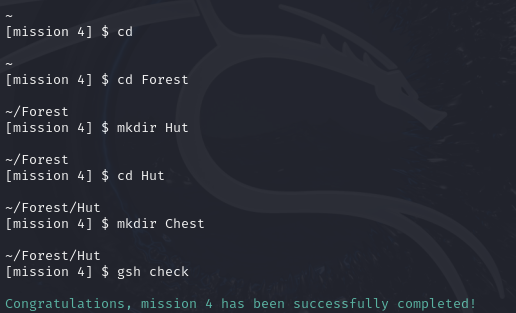 ~
[mission 4] $ cd
~
[mission 4] $ cd Forest
~/Forest
[mission 4] $ mkdir Hut
~/Forest
[mission 4] $ cd Hut
~/Forest/Hut
[mission 4] $ mkdir Chest
~/Forest/Hut
[mission 4] $ gsh check
Congratulations, mission 4 has been successfully completed!